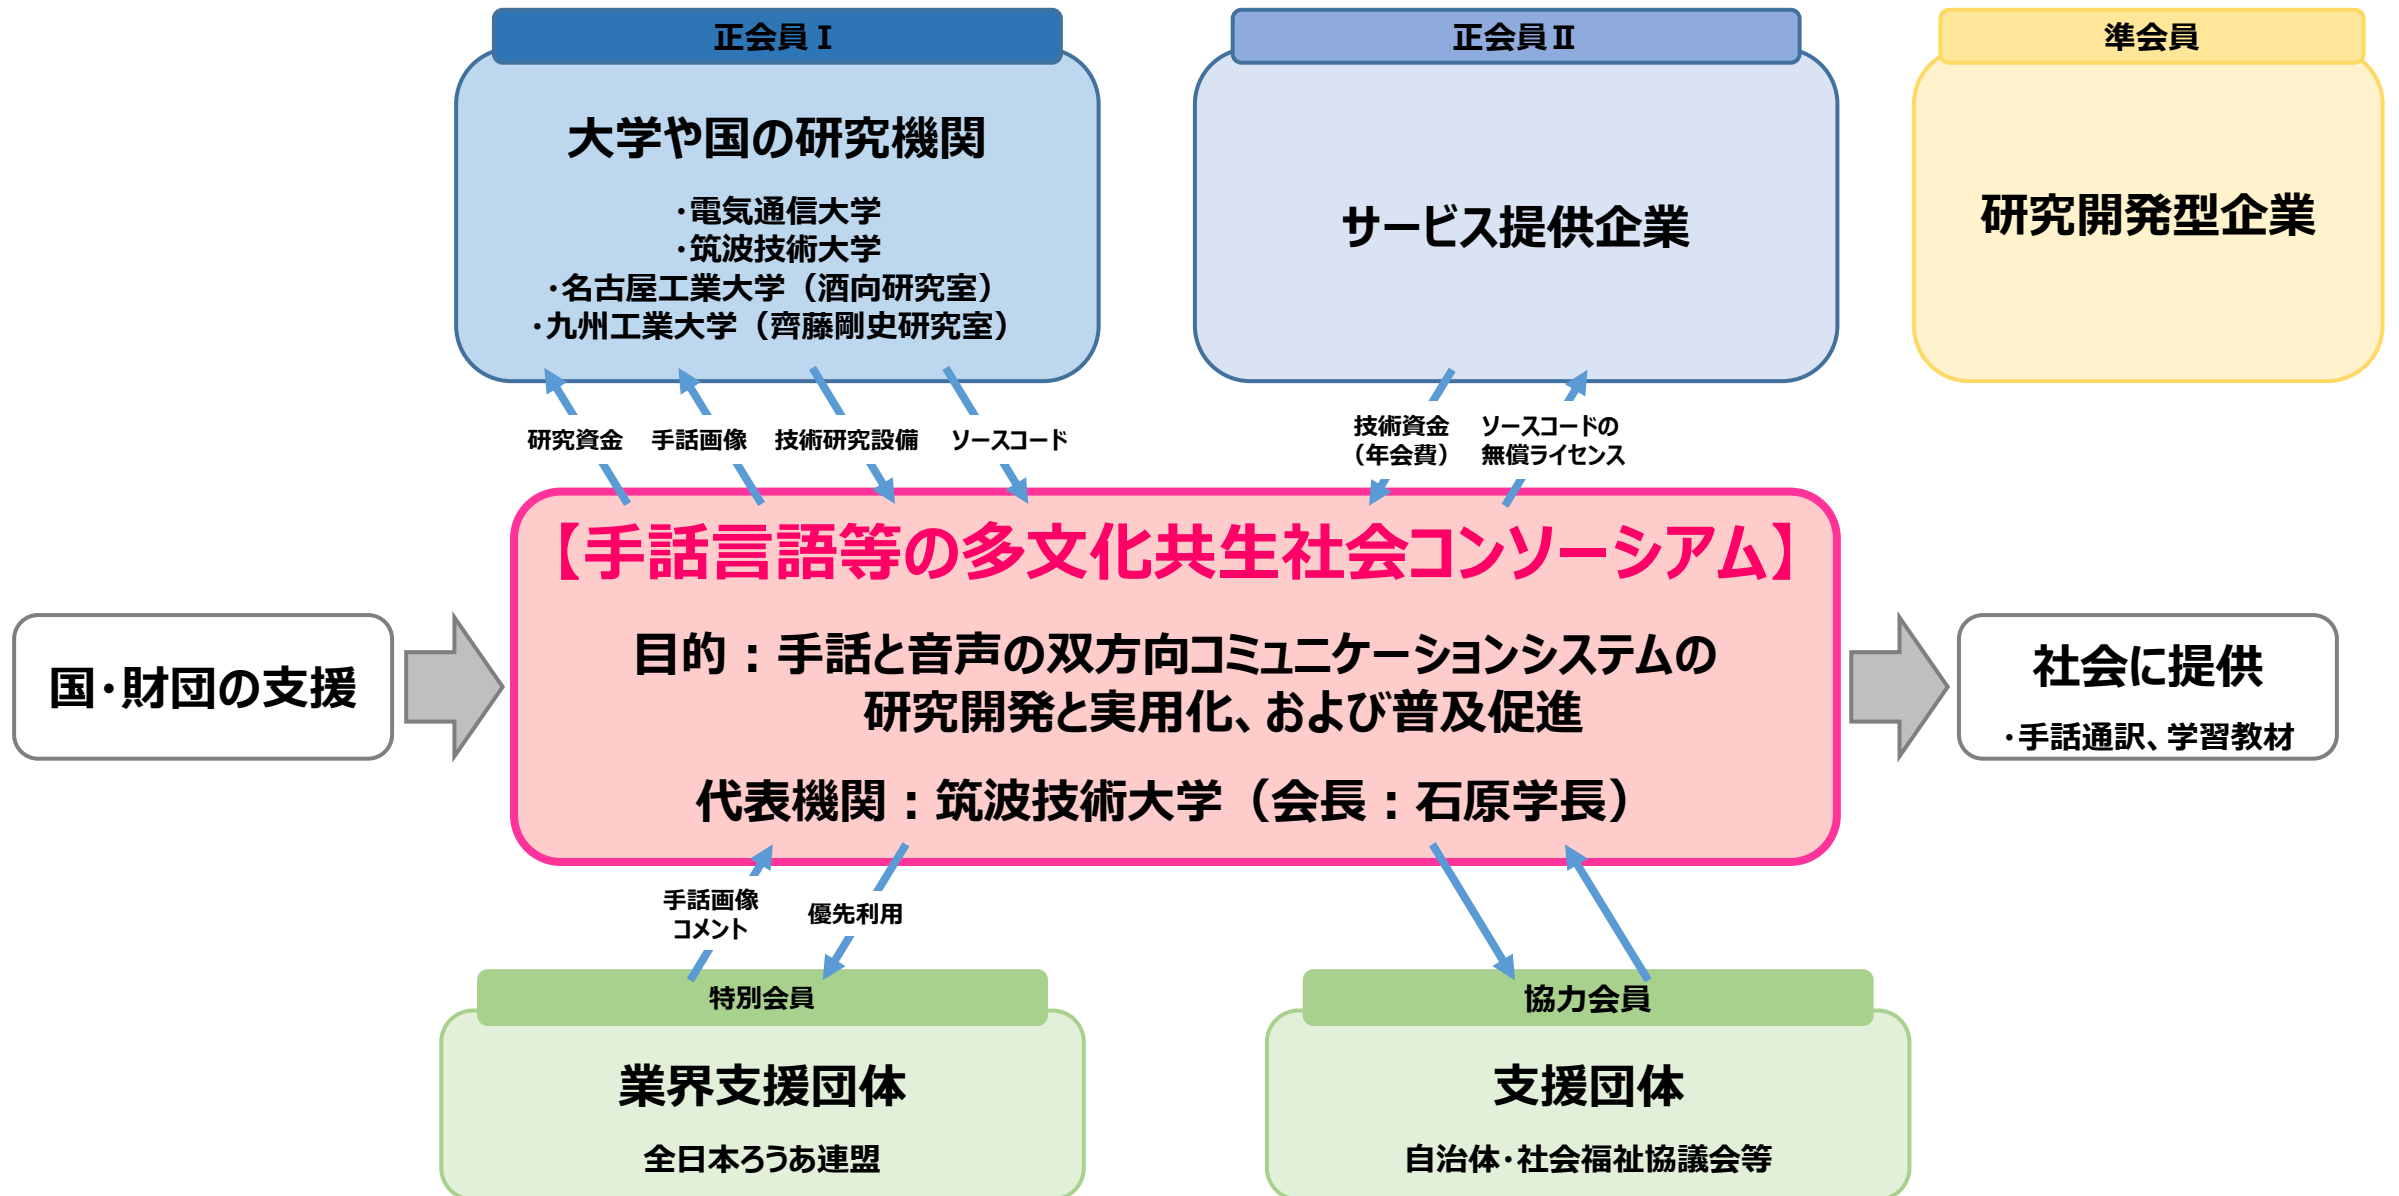 正会員Ⅰ
大学や国の研究機関
・電気通信大学
・筑波技術大学
・名古屋工業大学（酒向研究室）
・九州工業大学（齊藤剛史研究室）
正会員Ⅱ
サービス提供企業
準会員
研究開発型企業
研究資金
手話画像
技術研究設備
ソースコード
技術資金
（年会費）
ソースコードの
無償ライセンス
【手話言語等の多文化共生社会コンソーシアム】
目的：手話と音声の双方向コミュニケーションシステムの
研究開発と実用化、および普及促進
代表機関：筑波技術大学（会長：石原学長）
国・財団の支援
社会に提供
・手話通訳、学習教材
手話画像
コメント
優先利用
特別会員
業界支援団体
全日本ろうあ連盟
協力会員
支援団体
自治体・社会福祉協議会等